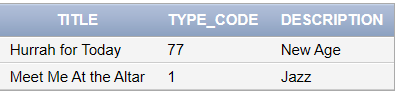 TITLE TYPE_CODE DESCRIPTION
Hurrah for Today 77 New Age
Meet Me At the Altar 1 Jazz